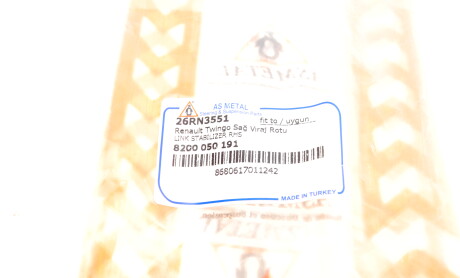 AS METAL
26RN3551 fit to / uygun
Renault Twingo Sağ Viraj Rotu
LINK STABILIZER RHS
8200 050 191
8680617011242
MADE IN TURKEY